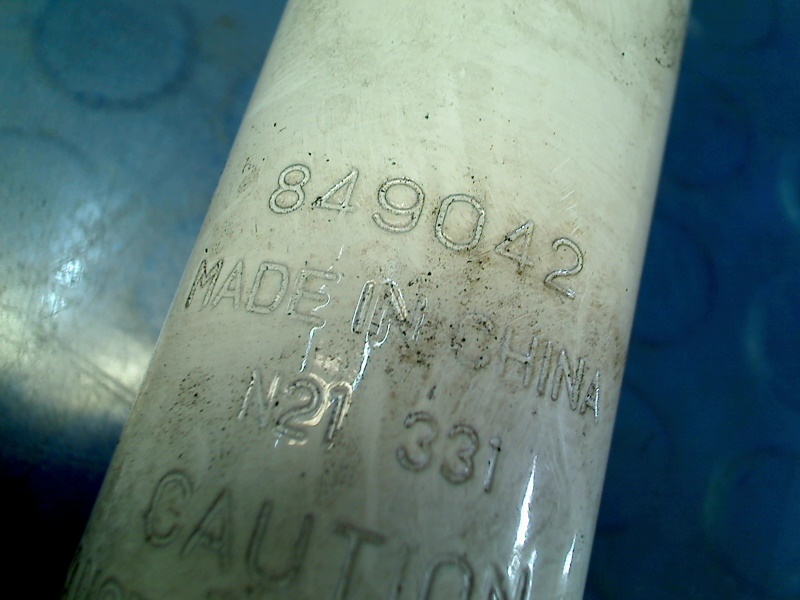 849042
MADE IN CHINA
N21 331
CAUTION